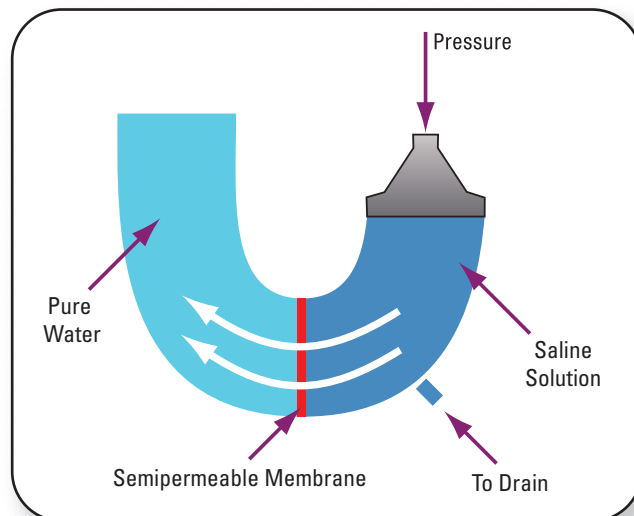 Pressure
Pure
Water
Saline
Solution
Semipermeable Membrane
To Drain